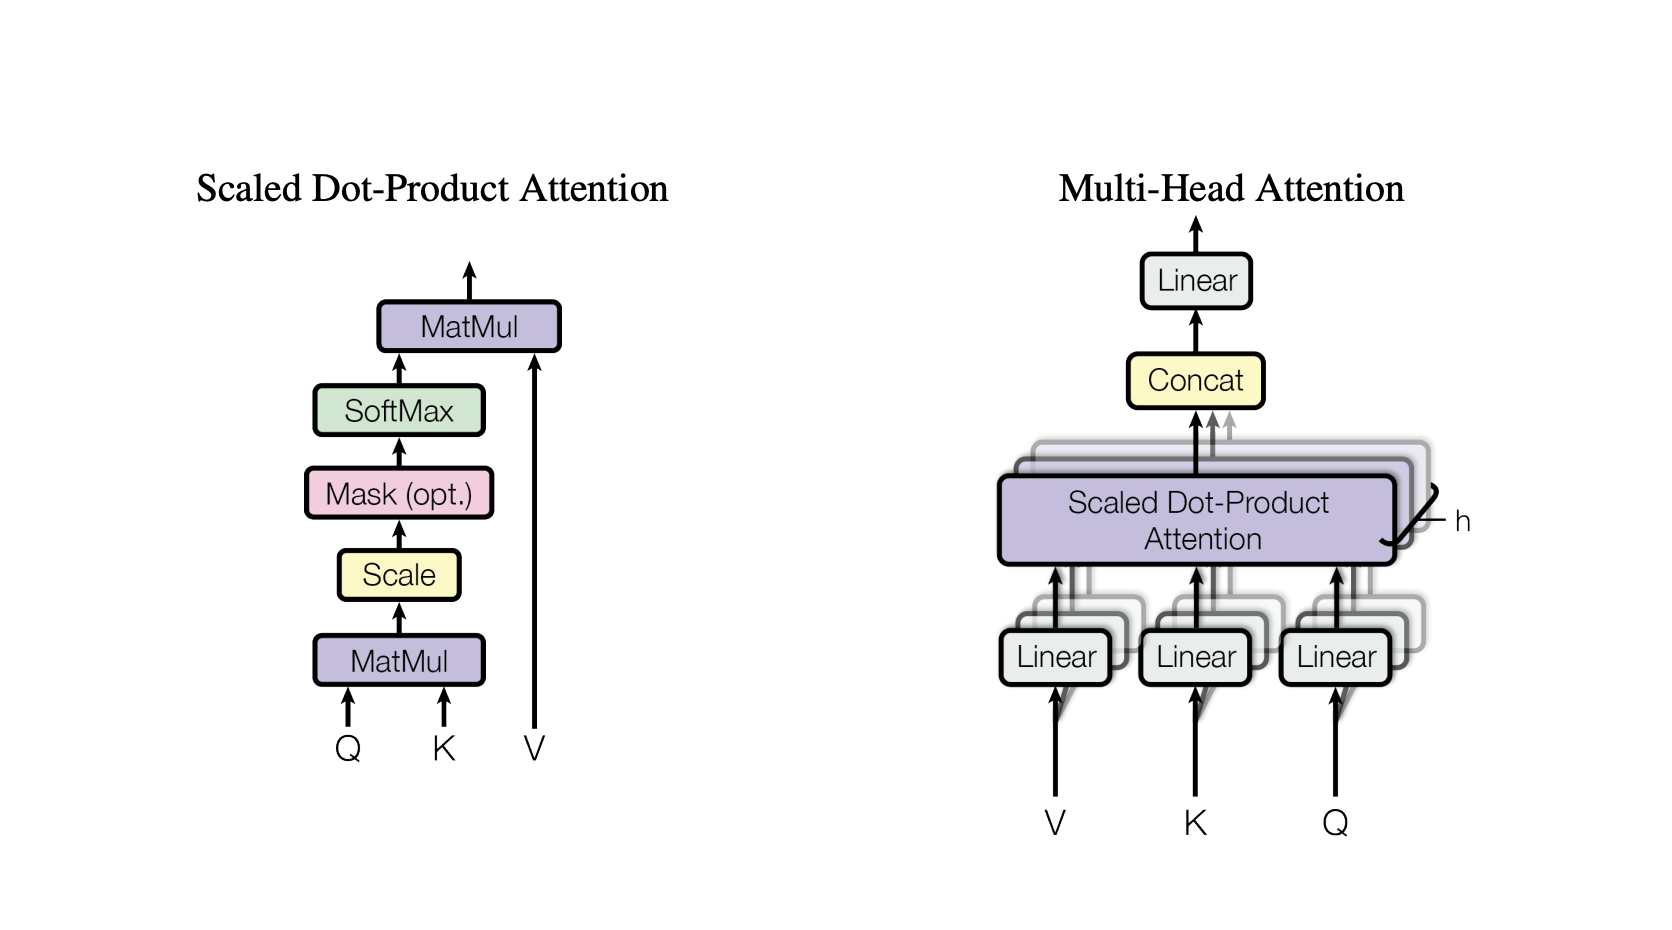 Scaled Dot-Product Attention
MatMul
SoftMax
Mask (opt.)
Scale
MatMul
Q K V
Multi-Head Attention
Linear
Concat
Scaled Dot-Product
Attention
h
Linear Linear Linear
V K Q